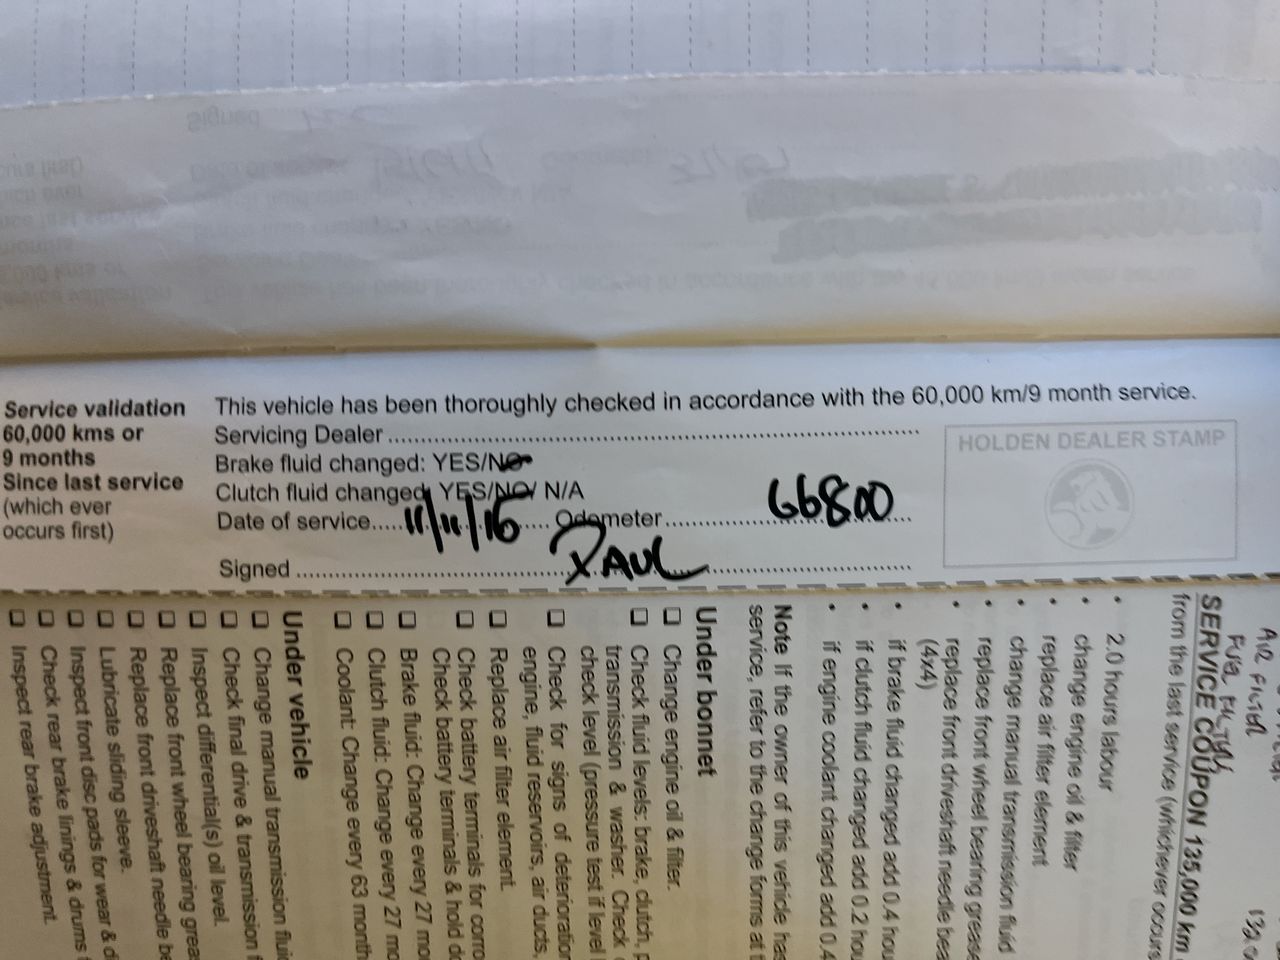 Service validation
60,000 kms or
9 months
Since last service
(which ever
occurs first)
This vehicle has been thoroughly checked in accordance with the 60,000 km/9 month service.
Servicing Dealer
Brake fluid changed: YES/NO
Clutch fluid changed: YES/NO/ N/A
Date of service 11/11/16 Odometer 66800
Signed PAUL
HOLDEN DEALER STAMP
AIR FILTER
FUEL FILTER
SERVICE COUPON 135,000 km
from the last service (whichever occurs
• 2.0 hours labour
• change engine oil & filter
• replace air filter element
• change manual transmission fluid
• replace front wheel bearing grease
• replace front driveshaft needle
(4x4)
• if brake fluid changed add 0.4
• if clutch fluid changed add 0.2
• if engine coolant changed add 0.4
Note If the owner of this vehicle has
service, refer to the change forms at
Under bonnet
Change engine oil & filter.
Check fluid levels: brake, clutch,
transmission & washer. Check
check level (pressure test if level
Check for signs of deterioration
engine, fluid reservoirs, air ducts,
Replace air filter element.
Check battery terminals for
Check battery terminals & hold
Brake fluid: Change every 27
Clutch fluid: Change every 27
Coolant: Change every 63
Under vehicle
Change manual transmission
Check final drive & transmission
Inspect differential(s) oil level.
Replace front wheel bearing
Replace front driveshaft needle
Lubricate sliding sleeve.
Inspect front disc pads for wear &
Check rear brake linings & drums
Inspect rear brake adjustment.